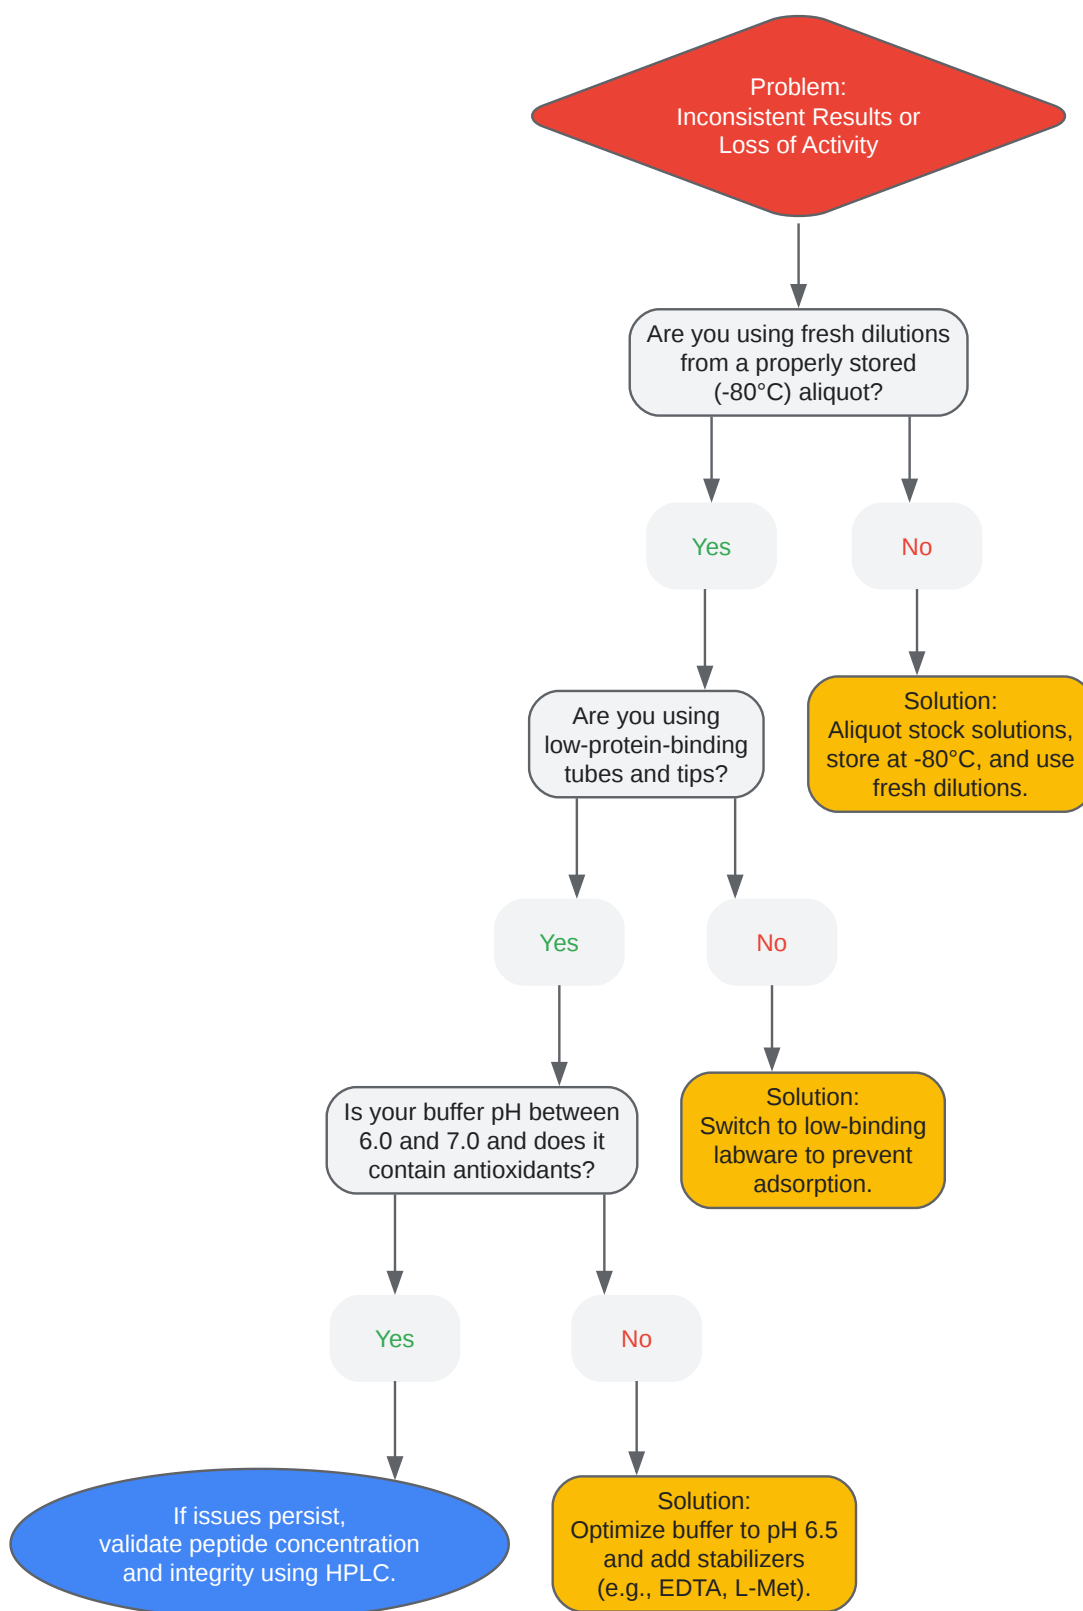 Problem:
Inconsistent Results or
Loss of Activity
Are you using fresh dilutions
from a properly stored
(-80°C) aliquot?
Yes
No
Solution:
Aliquot stock solutions,
store at -80°C, and use
fresh dilutions.
Are you using
low-protein-binding
tubes and tips?
Yes
No
Solution:
Switch to low-binding
labware to prevent
adsorption.
Is your buffer pH between
6.0 and 7.0 and does it
contain antioxidants?
Yes
No
If issues persist,
validate peptide concentration
and integrity using HPLC.
Solution:
Optimize buffer to pH 6.5
and add stabilizers
(e.g., EDTA, L-Met).